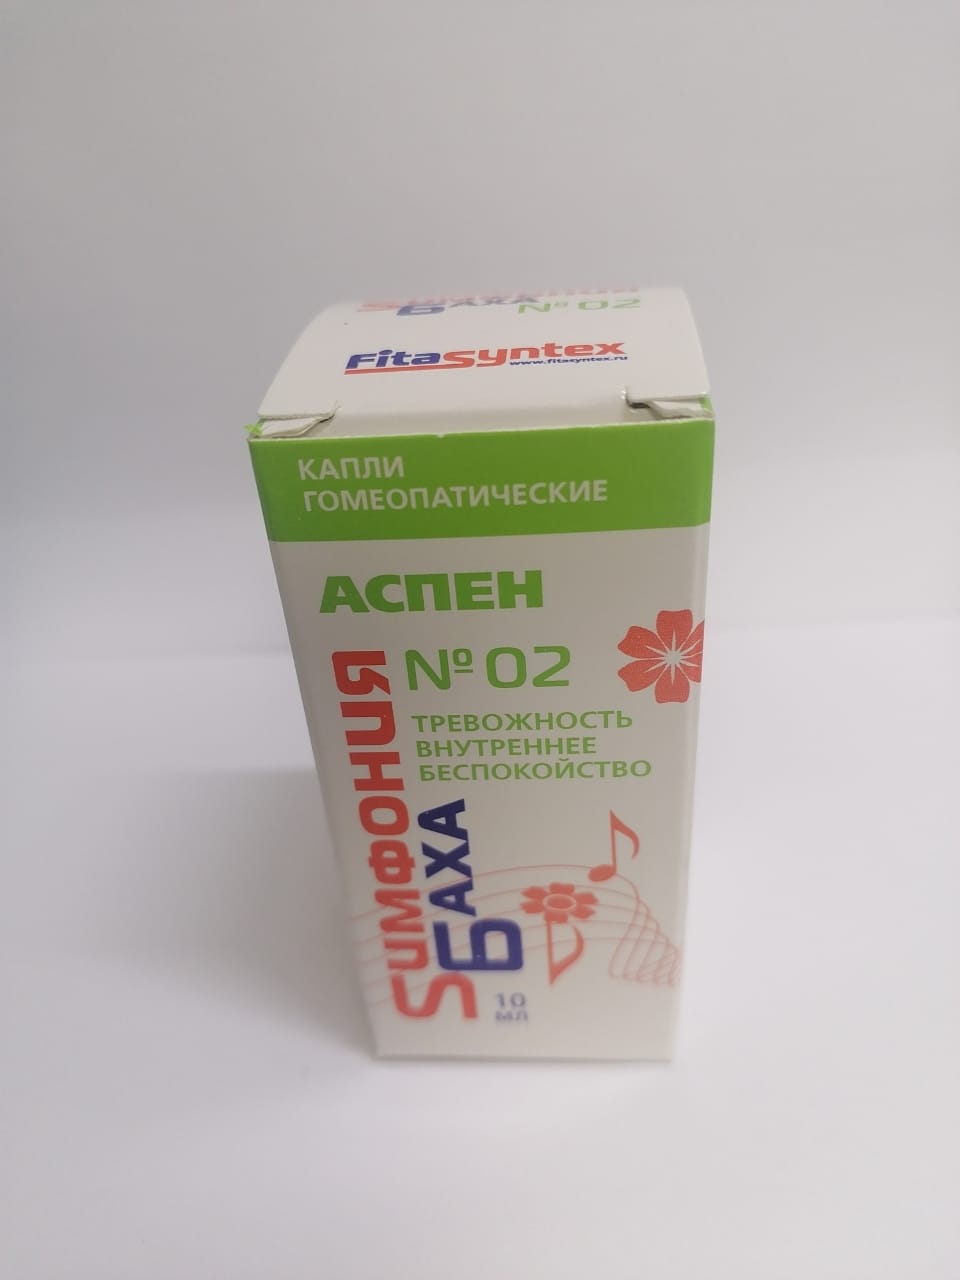 Sимфония
Баха № 02
FitaSyntex
www.fitasyntex.ru
КАПЛИ
ГОМЕОПАТИЧЕСКИЕ
АСПЕН
№ 02
ТРЕВОЖНОСТЬ
ВНУТРЕННЕЕ
БЕСПОКОЙСТВО
Sимфония
Баха
10
МЛ